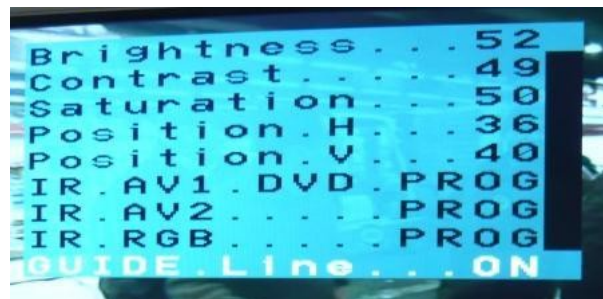 Brightness...52
Contrast.....49
Saturation...50
Position.H...36
Position.V...40
IR.AV1.DVD.PROG
IR.AV2.....PROG
IR.RGB.....PROG
GUIDE.Line...ON